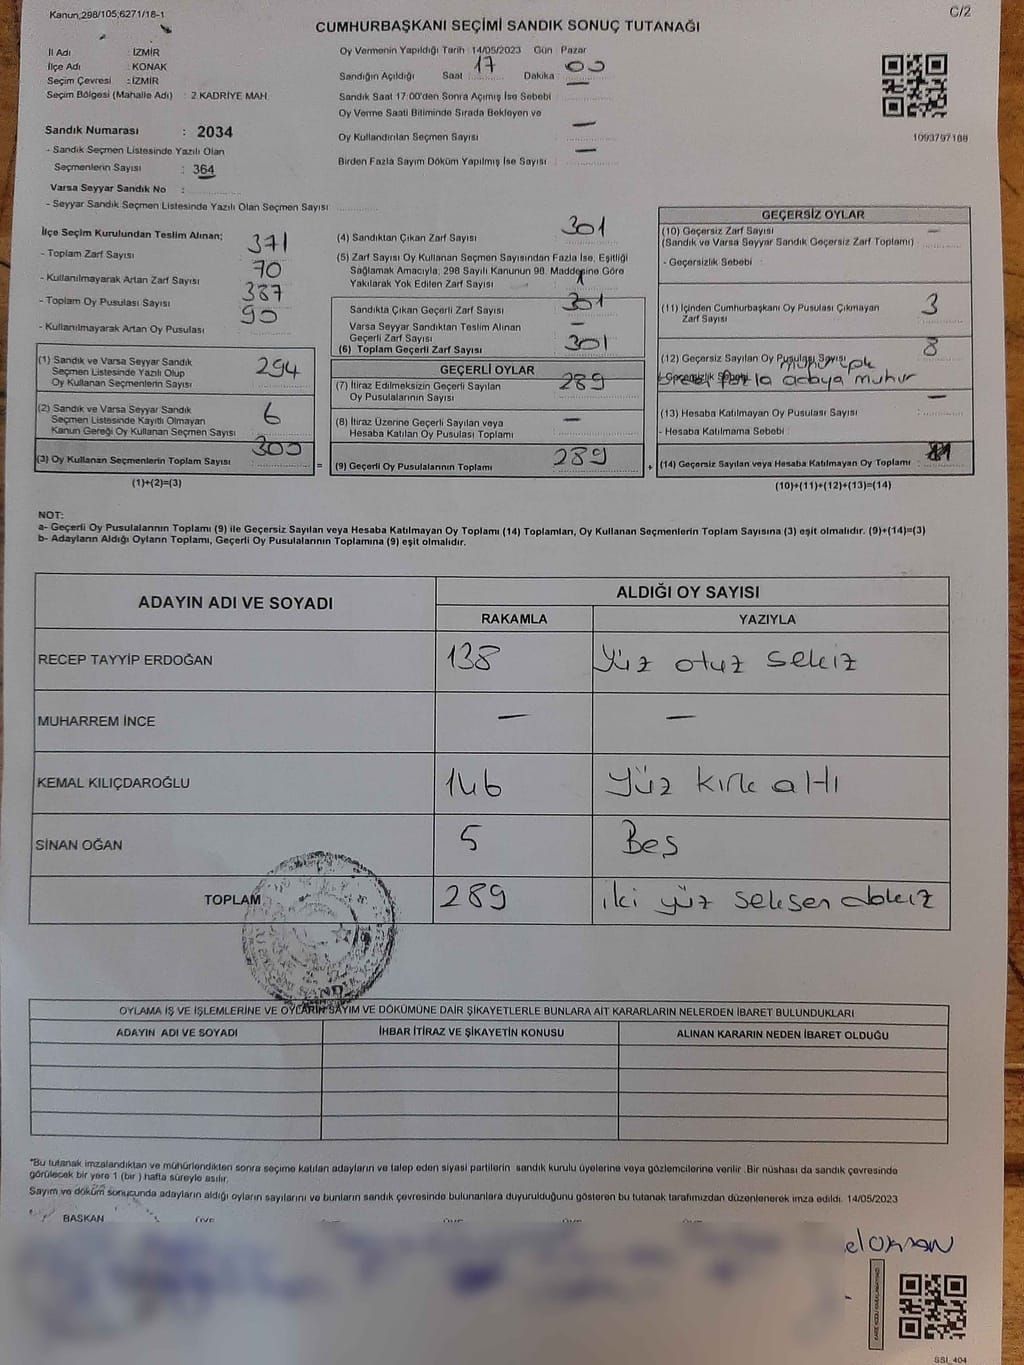 Kanun,298/105;6271/18-1
C/2
CUMHURBAŞKANI SEÇİMİ SANDIK SONUÇ TUTANAĞI
İl Adı : İZMİR
İlçe Adı : KONAK
Seçim Çevresi : İZMİR
Seçim Bölgesi (Mahalle Adı) : 2.KADRİYE MAH.
Sandık Numarası : 2034
- Sandık Seçmen Listesinde Yazılı Olan
Seçmenlerin Sayısı : 364
Varsa Seyyar Sandık No :
- Seyyar Sandık Seçmen Listesinde Yazılı Olan Seçmen Sayısı
Oy Vermenin Yapıldığı Tarih : 14/05/2023 Gün : Pazar
Sandığın Açıldığı Saat : 17 Dakika : 00
Sandık Saat 17:00'den Sonra Açımış İse Sebebi :
Oy Verme Saati Bitiminde Sırada Bekleyen ve
Oy Kullandırılan Seçmen Sayısı : —
Birden Fazla Sayım Döküm Yapılmış İse Sayısı : —
1093797188
İlçe Seçim Kurulundan Teslim Alınan;
- Toplam Zarf Sayısı : 371
- Kullanılmayarak Artan Zarf Sayısı : 70
- Toplam Oy Pusulası Sayısı : 387
- Kullanılmayarak Artan Oy Pusulası : 90
(1) Sandık ve Varsa Seyyar Sandık
Seçmen Listesinde Yazılı Olup
Oy Kullanan Seçmenlerin Sayısı : 294
(2) Sandık ve Varsa Seyyar Sandık
Seçmen Listesinde Kayıtlı Olmayan
Kanun Gereği Oy Kullanan Seçmen Sayısı : 6
(3) Oy Kullanan Seçmenlerin Toplam Sayısı : 300
(1)+(2)=(3)
(4) Sandıktan Çıkan Zarf Sayısı : 301
(5) Zarf Sayısı Oy Kullanan Seçmen Sayısından Fazla İse, Eşitliği
Sağlamak Amacıyla, 298 Sayılı Kanunun 98. Maddesine Göre
Yakılarak Yok Edilen Zarf Sayısı : 1
Sandıkta Çıkan Geçerli Zarf Sayısı : 301
Varsa Seyyar Sandıktan Teslim Alınan
Geçerli Zarf Sayısı : —
(6) Toplam Geçerli Zarf Sayısı : 301
GEÇERLİ OYLAR
(7) İtiraz Edilmeksizin Geçerli Sayılan
Oy Pusulalarının Sayısı : 289
(8) İtiraz Üzerine Geçerli Sayılan veya
Hesaba Katılan Oy Pusulası Toplamı : —
(9) Geçerli Oy Pusulalarının Toplamı : 289
GEÇERSİZ OYLAR
(10) Geçersiz Zarf Sayısı : —
(Sandık ve Varsa Seyyar Sandık Geçersiz Zarf Toplamı)
- Geçersizlik Sebebi :
(11) İçinden Cumhurbaşkanı Oy Pusulası Çıkmayan
Zarf Sayısı : 3
(12) Geçersiz Sayılan Oy Pusulası Sayısı : 8
- Geçersizlik Sebebi fazla adaya mühür
(13) Hesaba Katılmayan Oy Pusulası Sayısı : —
- Hesaba Katılmama Sebebi :
(14) Geçersiz Sayılan veya Hesaba Katılmayan Oy Toplamı :
(10)+(11)+(12)+(13)=(14)
NOT:
a- Geçerli Oy Pusulalarının Toplamı (9) ile Geçersiz Sayılan veya Hesaba Katılmayan Oy Toplamı (14) Toplamları, Oy Kullanan Seçmenlerin Toplam Sayısına (3) eşit olmalıdır. (9)+(14)=(3)
b- Adayların Aldığı Oyların Toplamı, Geçerli Oy Pusulalarının Toplamına (9) eşit olmalıdır.
ADAYIN ADI VE SOYADI
ALDIĞI OY SAYISI
RAKAMLA YAZIYLA
RECEP TAYYİP ERDOĞAN 138 Yüz otuz sekiz
MUHARREM İNCE — —
KEMAL KILIÇDAROĞLU 146 Yüz kırk altı
SİNAN OĞAN 5 Beş
TOPLAM 289 iki yüz seksen dokuz
OYLAMA İŞ VE İŞLEMLERİNE VE OYLARIN SAYIM VE DÖKÜMÜNE DAİR ŞİKAYETLERLE BUNLARA AİT KARARLARIN NELERDEN İBARET BULUNDUKLARI
ADAYIN ADI VE SOYADI İHBAR İTİRAZ VE ŞİKAYETİN KONUSU ALINAN KARARIN NEDEN İBARET OLDUĞU
*Bu tutanak imzalandıktan ve mühürlendikten sonra seçime katılan adayların ve talep eden siyasi partilerin sandık kurulu üyelerine veya gözlemcilerine verilir .Bir nüshası da sandık çevresinde
görülecek bir yere 1 (bir ) hafta süreyle asılır.
Sayım ve döküm sonucunda adayların aldığı oyların sayılarını ve bunların sandık çevresinde bulunanlara duyurulduğunu gösteren bu tutanak tarafımızdan düzenlenerek imza edildi. 14/05/2023
BAŞKAN ÜYE ÜYE ÜYE ÜYE ÜYE
SSI_404